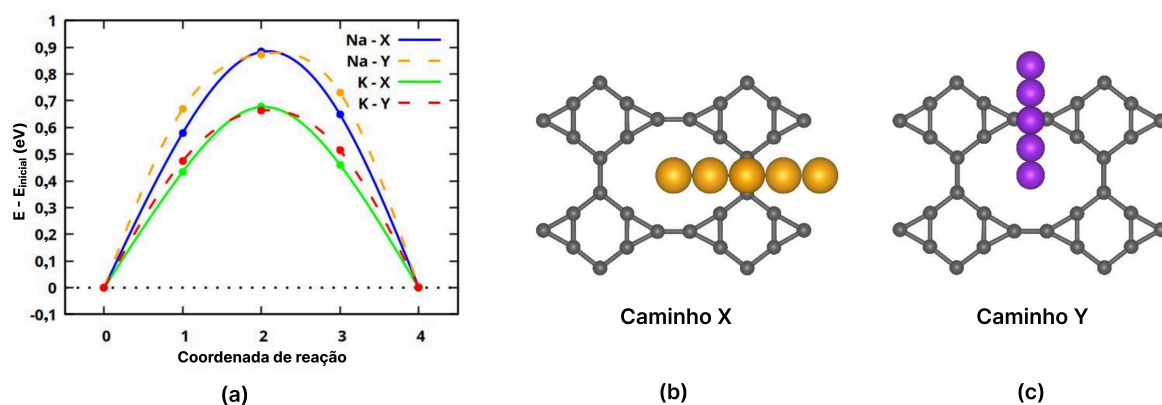 1
0,9
0,8
0,7
0,6
0,5
0,4
0,3
0,2
0,1
0
-0,1
E - Einicial (eV)
Na - X
Na - Y
K - X
K - Y
0 1 2 3 4
Coordenada de reação
Caminho X
Caminho Y
(a)
(b)
(c)